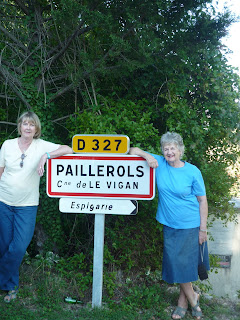 D 327
PAILLEROLS
Cne de LE VIGAN
Espigarie